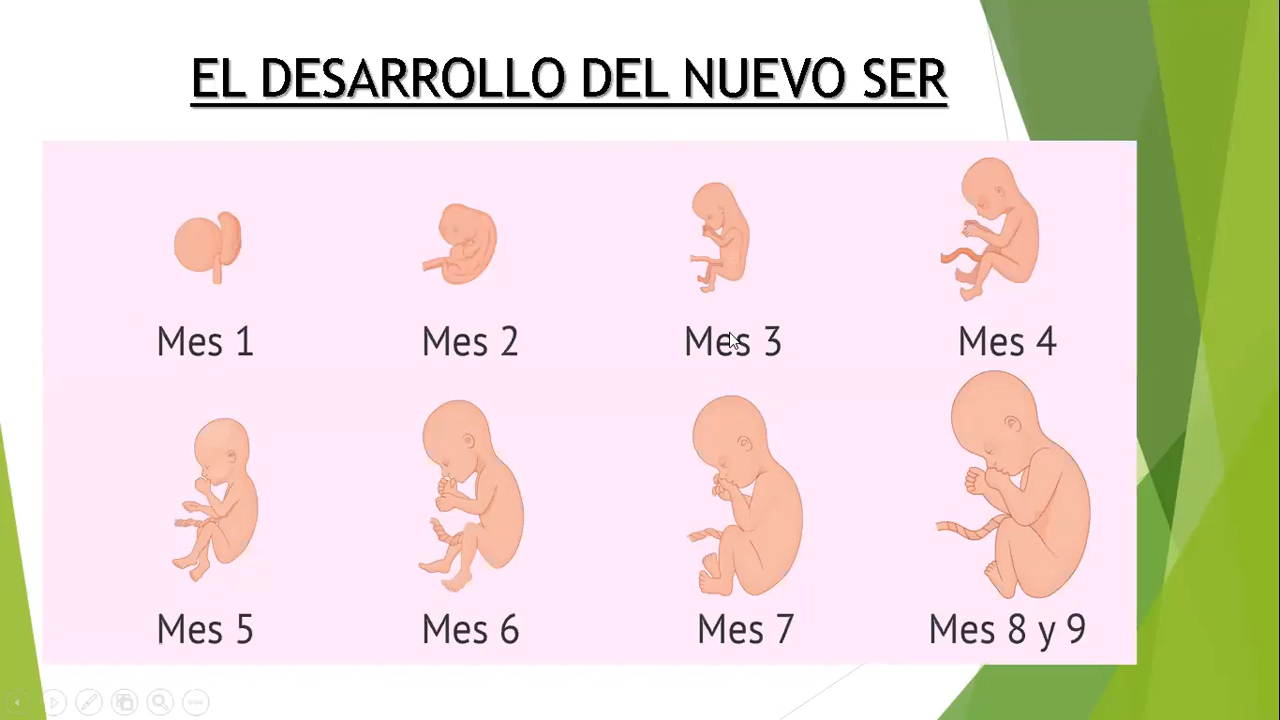 EL DESARROLLO DEL NUEVO SER
Mes 1
Mes 2
Mes 3
Mes 4
Mes 5
Mes 6
Mes 7
Mes 8 y 9